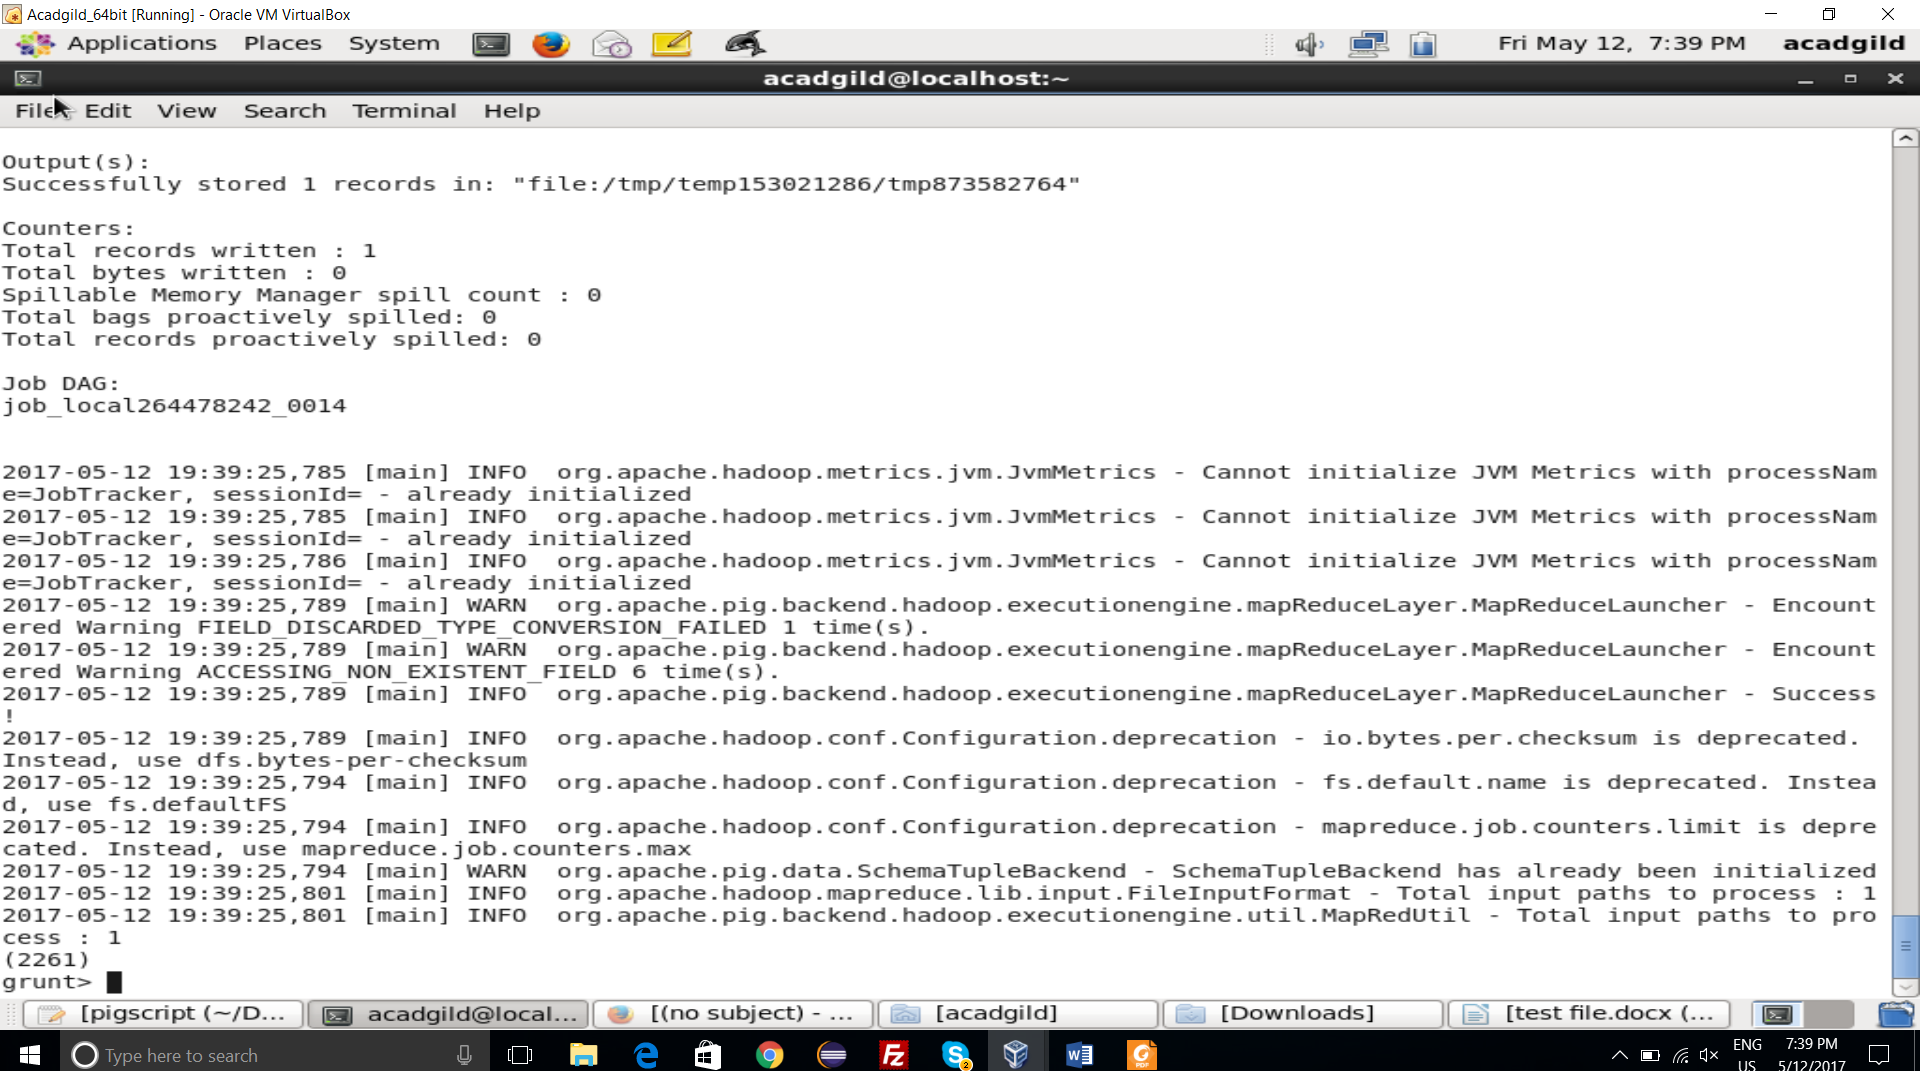 Acadgild_64bit [Running] - Oracle VM VirtualBox
Applications Places System Fri May 12, 7:39 PM acadgild
acadgild@localhost:~
File Edit View Search Terminal Help
Output(s):
Successfully stored 1 records in: "file:/tmp/temp153021286/tmp873582764"
Counters:
Total records written : 1
Total bytes written : 0
Spillable Memory Manager spill count : 0
Total bags proactively spilled: 0
Total records proactively spilled: 0
Job DAG:
job_local264478242_0014
2017-05-12 19:39:25,785 [main] INFO  org.apache.hadoop.metrics.jvm.JvmMetrics - Cannot initialize JVM Metrics with processNam
e=JobTracker, sessionId= - already initialized
2017-05-12 19:39:25,785 [main] INFO  org.apache.hadoop.metrics.jvm.JvmMetrics - Cannot initialize JVM Metrics with processNam
e=JobTracker, sessionId= - already initialized
2017-05-12 19:39:25,786 [main] INFO  org.apache.hadoop.metrics.jvm.JvmMetrics - Cannot initialize JVM Metrics with processNam
e=JobTracker, sessionId= - already initialized
2017-05-12 19:39:25,789 [main] WARN  org.apache.pig.backend.hadoop.executionengine.mapReduceLayer.MapReduceLauncher - Encount
ered Warning FIELD_DISCARDED_TYPE_CONVERSION_FAILED 1 time(s).
2017-05-12 19:39:25,789 [main] WARN  org.apache.pig.backend.hadoop.executionengine.mapReduceLayer.MapReduceLauncher - Encount
ered Warning ACCESSING_NON_EXISTENT_FIELD 6 time(s).
2017-05-12 19:39:25,789 [main] INFO  org.apache.pig.backend.hadoop.executionengine.mapReduceLayer.MapReduceLauncher - Success
!
2017-05-12 19:39:25,789 [main] INFO  org.apache.hadoop.conf.Configuration.deprecation - io.bytes.per.checksum is deprecated.
Instead, use dfs.bytes-per-checksum
2017-05-12 19:39:25,794 [main] INFO  org.apache.hadoop.conf.Configuration.deprecation - fs.default.name is deprecated. Instea
d, use fs.defaultFS
2017-05-12 19:39:25,794 [main] INFO  org.apache.hadoop.conf.Configuration.deprecation - mapreduce.job.counters.limit is depre
cated. Instead, use mapreduce.job.counters.max
2017-05-12 19:39:25,794 [main] WARN  org.apache.pig.data.SchemaTupleBackend - SchemaTupleBackend has already been initialized
2017-05-12 19:39:25,801 [main] INFO  org.apache.hadoop.mapreduce.lib.input.FileInputFormat - Total input paths to process : 1
2017-05-12 19:39:25,801 [main] INFO  org.apache.pig.backend.hadoop.executionengine.util.MapRedUtil - Total input paths to pro
cess : 1
(2261)
grunt>
[pigscript (~/D... acadgild@local... [(no subject) - ... [acadgild] [Downloads] [test file.docx (...
Type here to search ENG 7:39 PM
US 5/12/2017